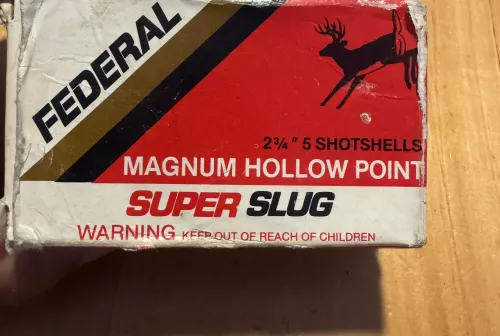 FEDERAL
2¾" 5 SHOTSHELLS
MAGNUM HOLLOW POINT
SUPER SLUG
WARNING KEEP OUT OF REACH OF CHILDREN